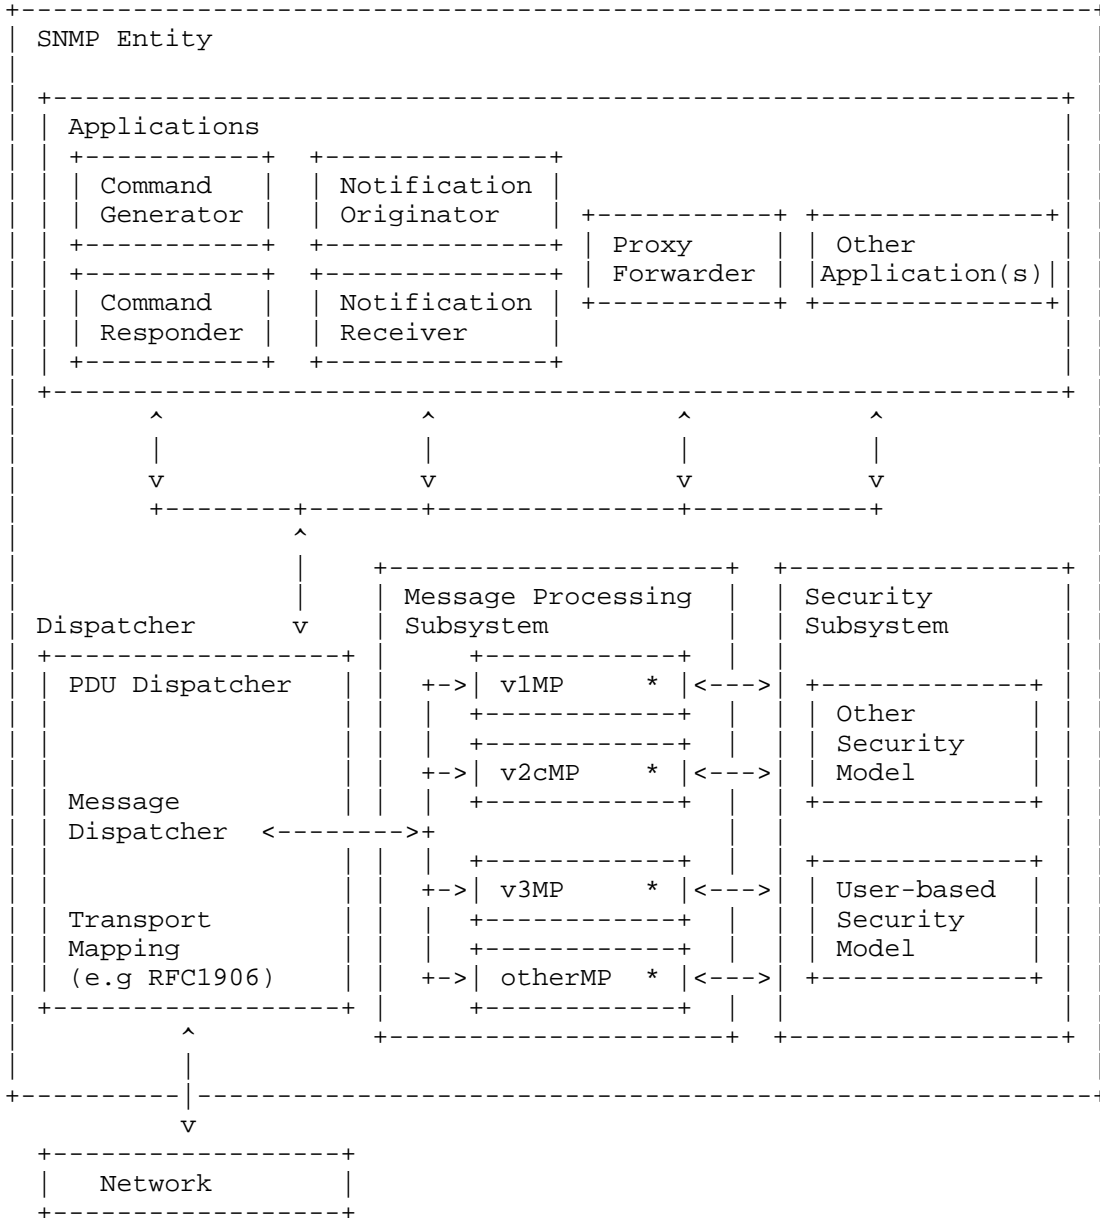 SNMP Entity
Applications
Command
Generator
Notification
Originator
Proxy
Forwarder
Other
Application(s)
Command
Responder
Notification
Receiver
Dispatcher
PDU Dispatcher
Message
Dispatcher
Transport
Mapping
(e.g RFC1906)
Message Processing
Subsystem
v1MP *
v2cMP *
v3MP *
otherMP *
Security
Subsystem
Other
Security
Model
User-based
Security
Model
Network